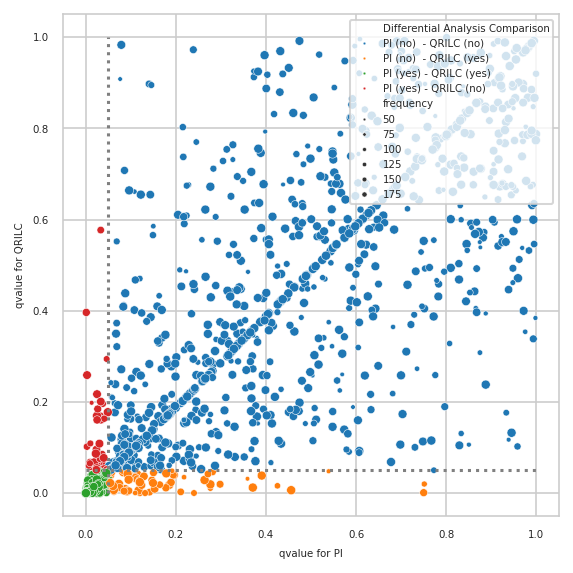 Differential Analysis Comparison
PI (no) - QRILC (no)
PI (no) - QRILC (yes)
PI (yes) - QRILC (yes)
PI (yes) - QRILC (no)
frequency
50
75
100
125
150
175
1.0
0.8
0.6
0.4
0.2
0.0
qvalue for QRILC
0.0 0.2 0.4 0.6 0.8 1.0
qvalue for PI